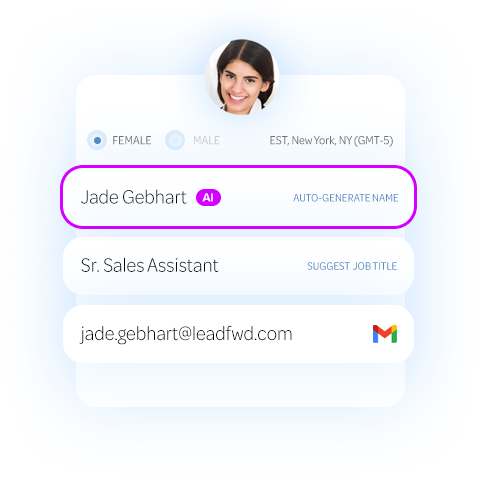 FEMALE MALE EST, New York, NY (GMT-5)
Jade Gebhart AI AUTO-GENERATE NAME
Sr. Sales Assistant SUGGEST JOB TITLE
jade.gebhart@leadfwd.com